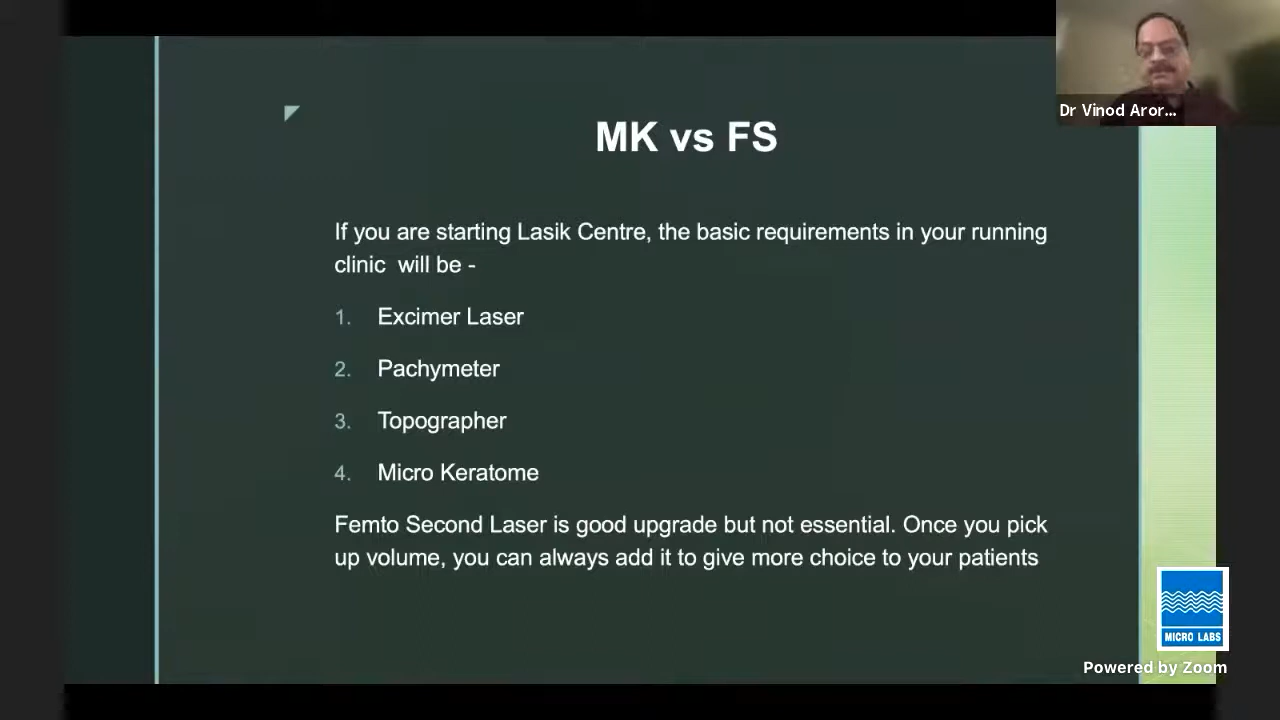 Dr Vinod Aror...
MK vs FS
If you are starting Lasik Centre, the basic requirements in your running
clinic will be -
1. Excimer Laser
2. Pachymeter
3. Topographer
4. Micro Keratome
Femto Second Laser is good upgrade but not essential. Once you pick
up volume, you can always add it to give more choice to your patients
MICRO LABS
Powered by Zoom